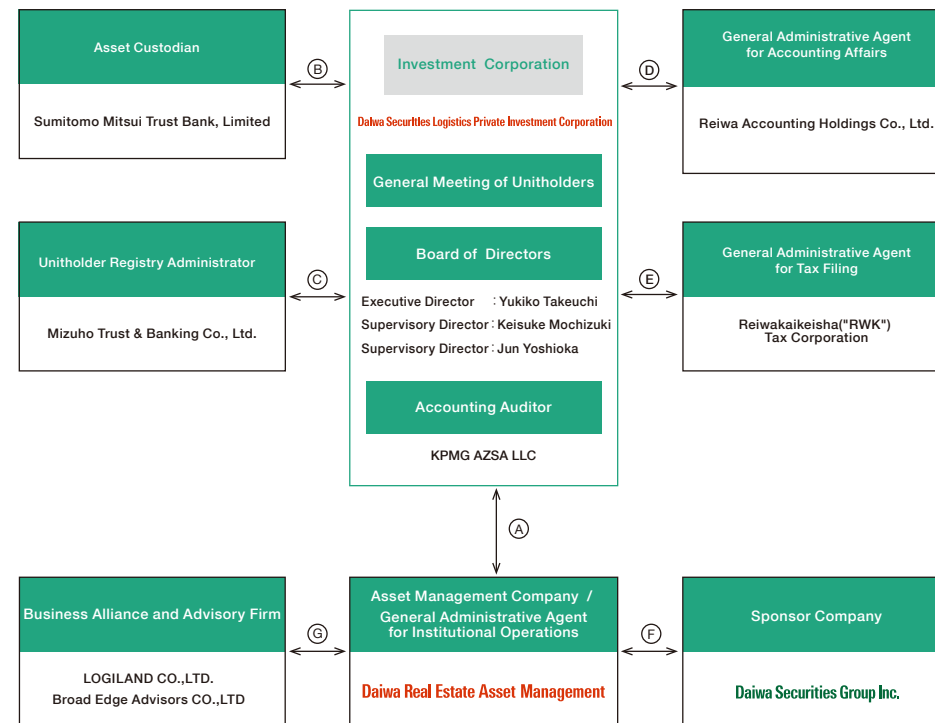 Asset Custodian
Sumitomo Mitsui Trust Bank, Limited
B
Investment Corporation
Daiwa Securities Logistics Private Investment Corporation
D
General Administrative Agent
for Accounting Affairs
Reiwa Accounting Holdings Co., Ltd.
General Meeting of Unitholders
Unitholder Registry Administrator
Mizuho Trust & Banking Co., Ltd.
C
Board of Directors
Executive Director : Yukiko Takeuchi
Supervisory Director : Keisuke Mochizuki
Supervisory Director : Jun Yoshioka
E
General Administrative Agent
for Tax Filing
Reiwakaikeisha("RWK")
Tax Corporation
Accounting Auditor
KPMG AZSA LLC
A
Business Alliance and Advisory Firm
LOGILAND CO.,LTD.
Broad Edge Advisors CO.,LTD
G
Asset Management Company /
General Administrative Agent
for Institutional Operations
Daiwa Real Estate Asset Management
F
Sponsor Company
Daiwa Securities Group Inc.